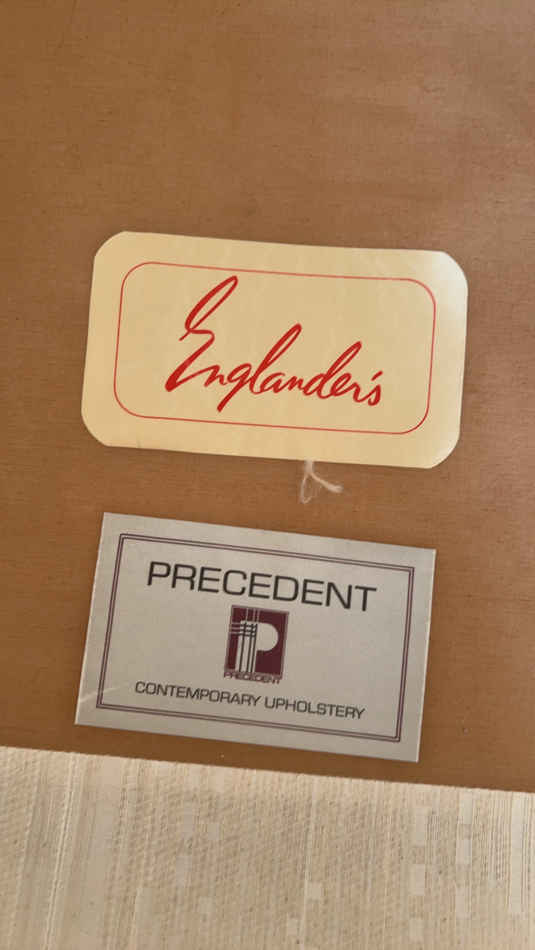 Englander's
PRECEDENT
PRECEDENT
CONTEMPORARY UPHOLSTERY